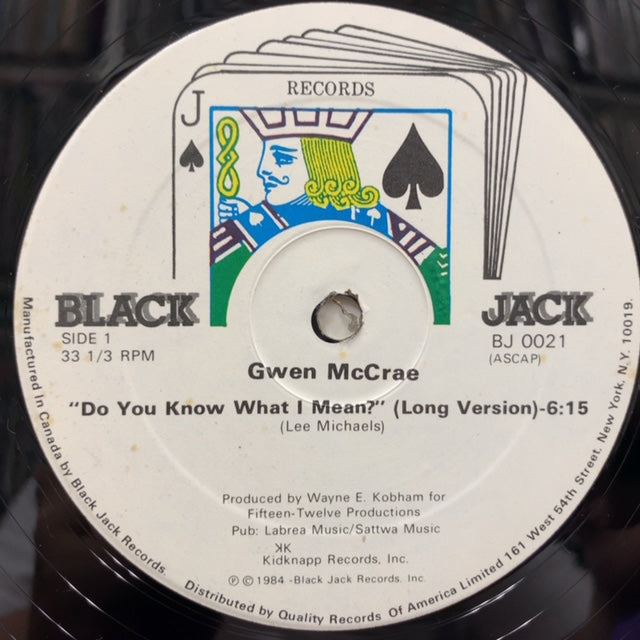 RECORDS
J
BLACK JACK
SIDE 1
33 1/3 RPM
BJ 0021
(ASCAP)
Gwen McCrae
"Do You Know What I Mean?" (Long Version)-6:15
(Lee Michaels)
Produced by Wayne E. Kobham for
Fifteen-Twelve Productions
Pub: Labrea Music/Sattwa Music
KK
Kidknapp Records, Inc.
℗ © 1984 -Black Jack Records. Inc.
Manufactured In Canada by Black Jack Records. Distributed by Quality Records Of America Limited 161 West 54th Street. New York, N.Y. 10019.